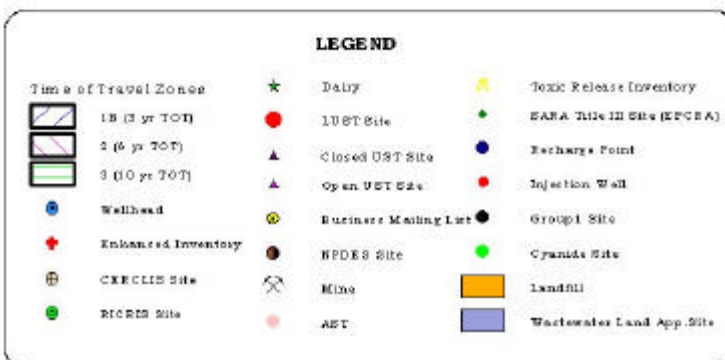 LEGEND
Time of Travel Zones
1B (3 yr TOT)
2 (6 yr TOT)
3 (10 yr TOT)
Wellhead
Enhanced Inventory
CERCLIS Site
RICRIS Site
Dairy
LUST Site
Closed UST Site
Open UST Site
Business Mailing List
NPDES Site
Mine
AST
Toxic Release Inventory
SARA Title III Site (EPCRA)
Recharge Point
Injection Well
Group1 Site
Cyanide Site
Landfill
Wastewater Land App.Site